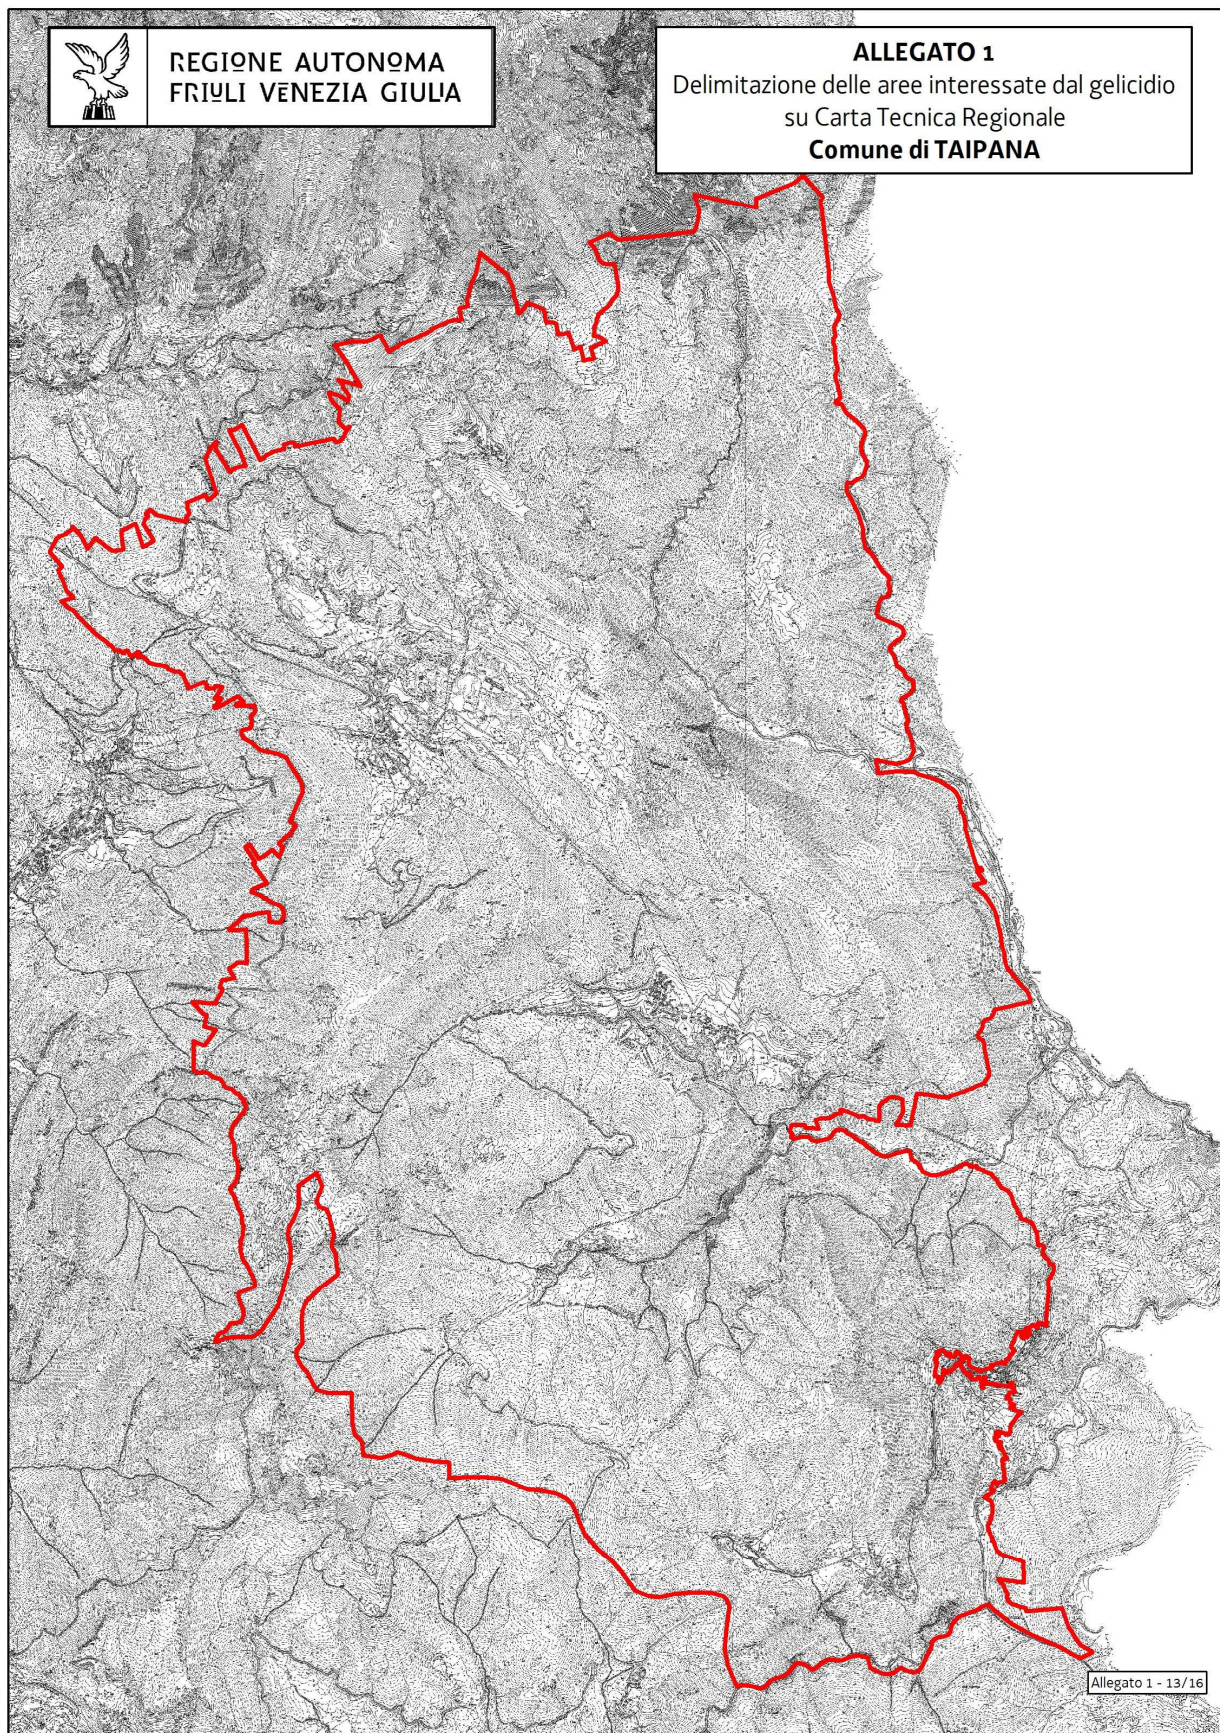 REGIONE AUTONOMA
FRIULI VENEZIA GIULIA
ALLEGATO 1
Delimitazione delle aree interessate dal gelicidio
su Carta Tecnica Regionale
Comune di TAIPANA
Allegato 1 - 13/16